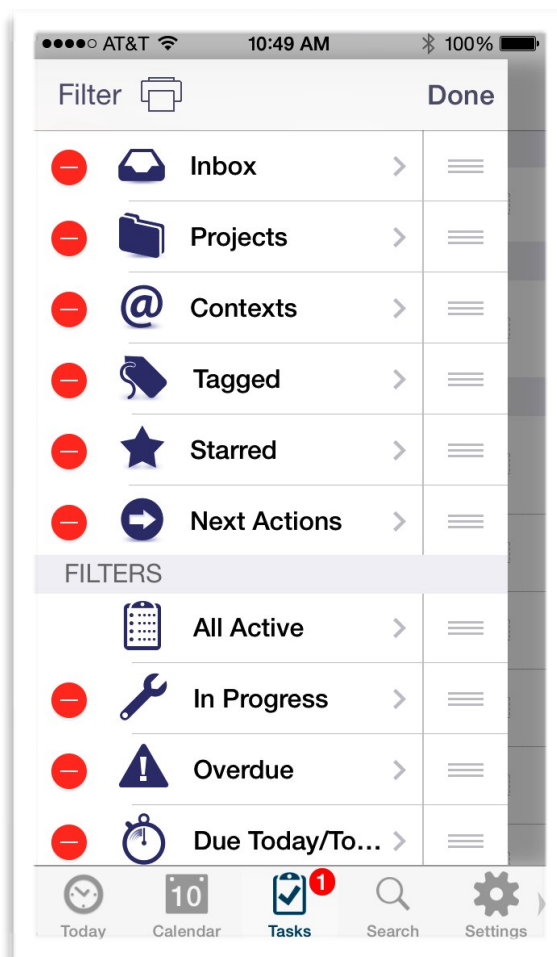 AT&T 10:49 AM 100%
Filter Done
Inbox
Projects
@ Contexts
Tagged
Starred
Next Actions
FILTERS
All Active
In Progress
! Overdue
Due Today/To...
10 1
Today Calendar Tasks Search Settings